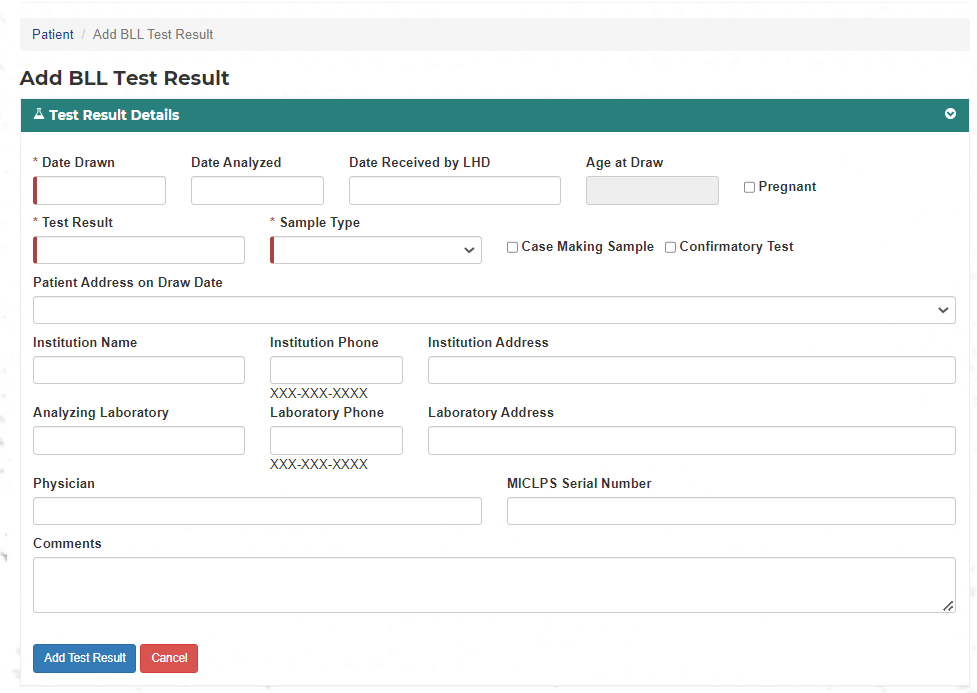 Patient / Add BLL Test Result
Add BLL Test Result
Test Result Details
* Date Drawn Date Analyzed Date Received by LHD Age at Draw
Pregnant
* Test Result * Sample Type
Case Making Sample Confirmatory Test
Patient Address on Draw Date
Institution Name Institution Phone Institution Address
XXX-XXX-XXXX
Analyzing Laboratory Laboratory Phone Laboratory Address
XXX-XXX-XXXX
Physician MICLPS Serial Number
Comments
Add Test Result Cancel